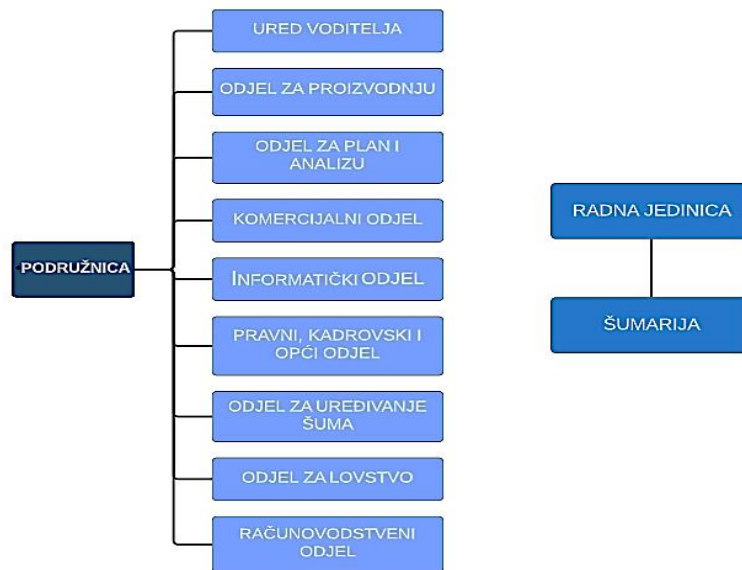 URED VODITELJA
ODJEL ZA PROIZVODNJU
ODJEL ZA PLAN I
ANALIZU
KOMERCIJALNI ODJEL
PODRUŽNICA
INFORMATIČKI ODJEL
PRAVNI, KADROVSKI I
OPĆI ODJEL
ODJEL ZA UREĐIVANJE
ŠUMA
ODJEL ZA LOVSTVO
RAČUNOVODSTVENI
ODJEL
RADNA JEDINICA
ŠUMARIJA